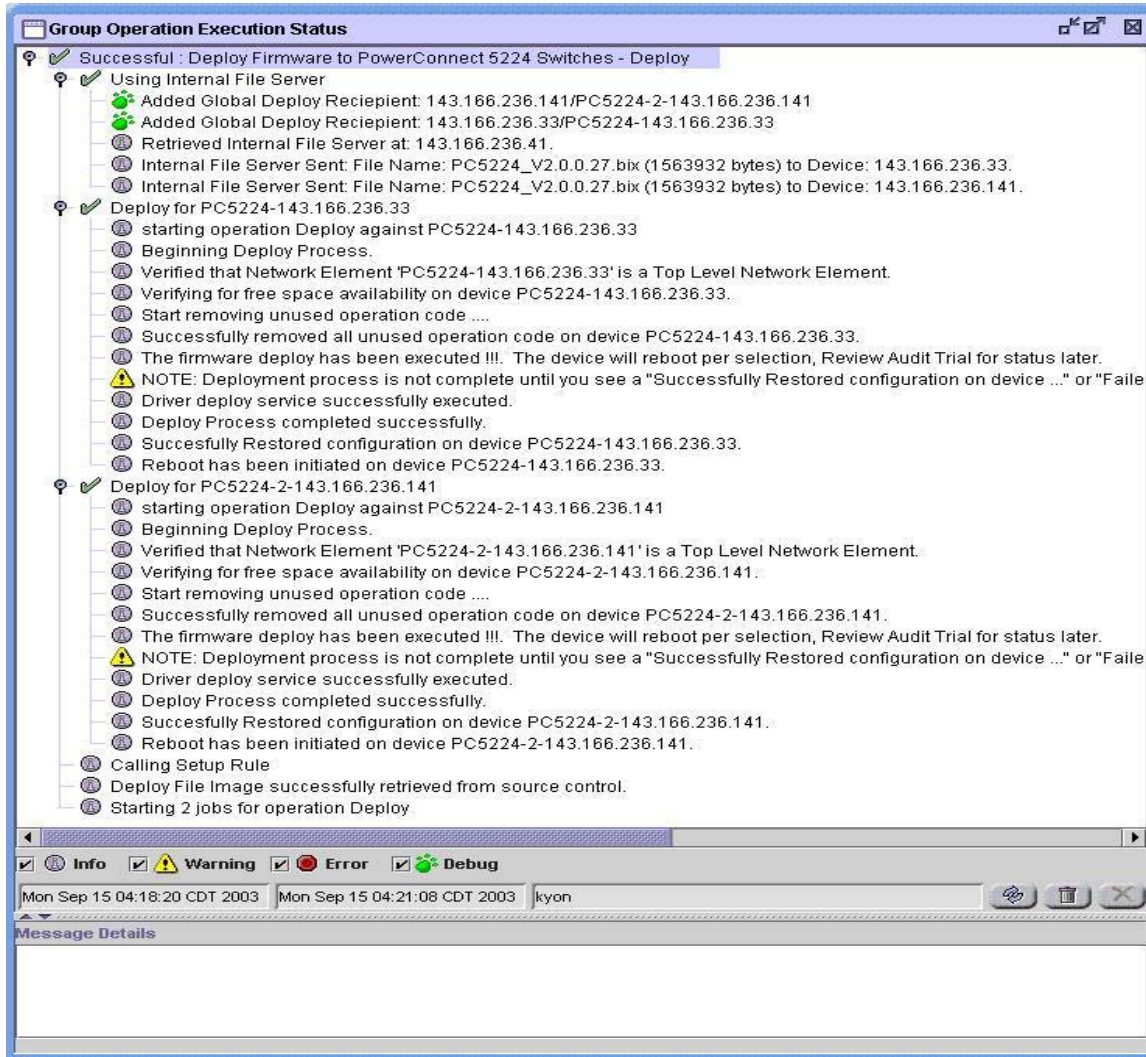 Group Operation Execution Status
Successful : Deploy Firmware to PowerConnect 5224 Switches - Deploy
Using Internal File Server
Added Global Deploy Reciepient: 143.166.236.141/PC5224-2-143.166.236.141
Added Global Deploy Reciepient: 143.166.236.33/PC5224-143.166.236.33
Retrieved Internal File Server at: 143.166.236.41.
Internal File Server Sent: File Name: PC5224_V2.0.0.27.bix (1563932 bytes) to Device: 143.166.236.33.
Internal File Server Sent: File Name: PC5224_V2.0.0.27.bix (1563932 bytes) to Device: 143.166.236.141.
Deploy for PC5224-143.166.236.33
starting operation Deploy against PC5224-143.166.236.33
Beginning Deploy Process.
Verified that Network Element 'PC5224-143.166.236.33' is a Top Level Network Element.
Verifying for free space availability on device PC5224-143.166.236.33.
Start removing unused operation code ....
Successfully removed all unused operation code on device PC5224-143.166.236.33.
The firmware deploy has been executed !!!. The device will reboot per selection, Review Audit Trial for status later.
NOTE: Deployment process is not complete until you see a "Successfully Restored configuration on device ..." or "Faile
Driver deploy service successfully executed.
Deploy Process completed successfully.
Succesfully Restored configuration on device PC5224-143.166.236.33.
Reboot has been initiated on device PC5224-143.166.236.33.
Deploy for PC5224-2-143.166.236.141
starting operation Deploy against PC5224-2-143.166.236.141
Beginning Deploy Process.
Verified that Network Element 'PC5224-2-143.166.236.141' is a Top Level Network Element.
Verifying for free space availability on device PC5224-2-143.166.236.141.
Start removing unused operation code ....
Successfully removed all unused operation code on device PC5224-2-143.166.236.141.
The firmware deploy has been executed !!!. The device will reboot per selection, Review Audit Trial for status later.
NOTE: Deployment process is not complete until you see a "Successfully Restored configuration on device ..." or "Faile
Driver deploy service successfully executed.
Deploy Process completed successfully.
Succesfully Restored configuration on device PC5224-2-143.166.236.141.
Reboot has been initiated on device PC5224-2-143.166.236.141.
Calling Setup Rule
Deploy File Image successfully retrieved from source control.
Starting 2 jobs for operation Deploy
Info Warning Error Debug
Mon Sep 15 04:18:20 CDT 2003 Mon Sep 15 04:21:08 CDT 2003 kyon
Message Details